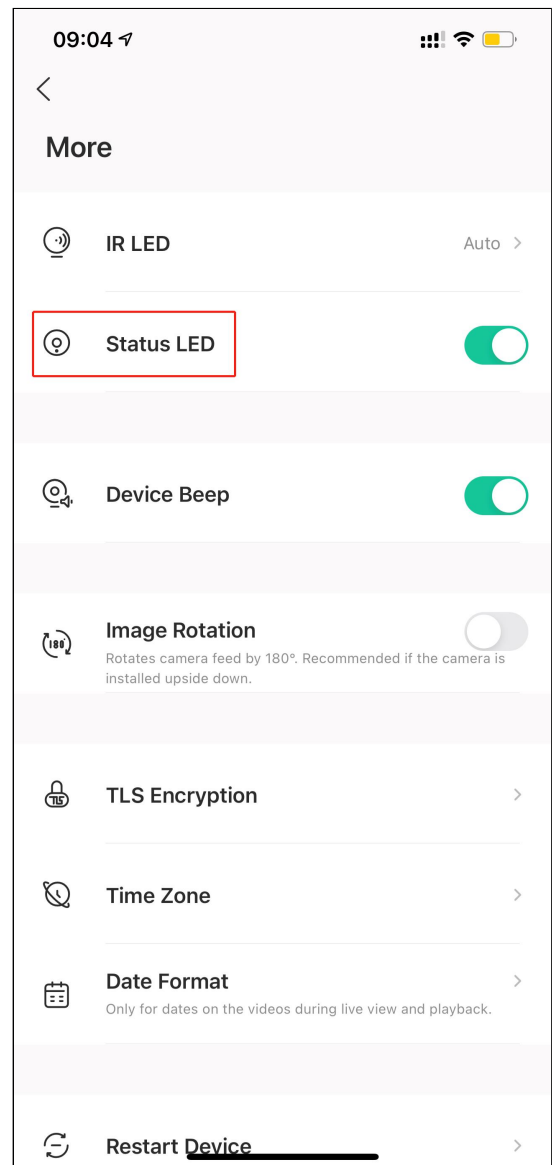 09:04
More
IR LED
Auto
Status LED
Device Beep
180°
Image Rotation
Rotates camera feed by 180°. Recommended if the camera is
installed upside down.
TLS
TLS Encryption
Time Zone
Date Format
Only for dates on the videos during live view and playback.
Restart Device